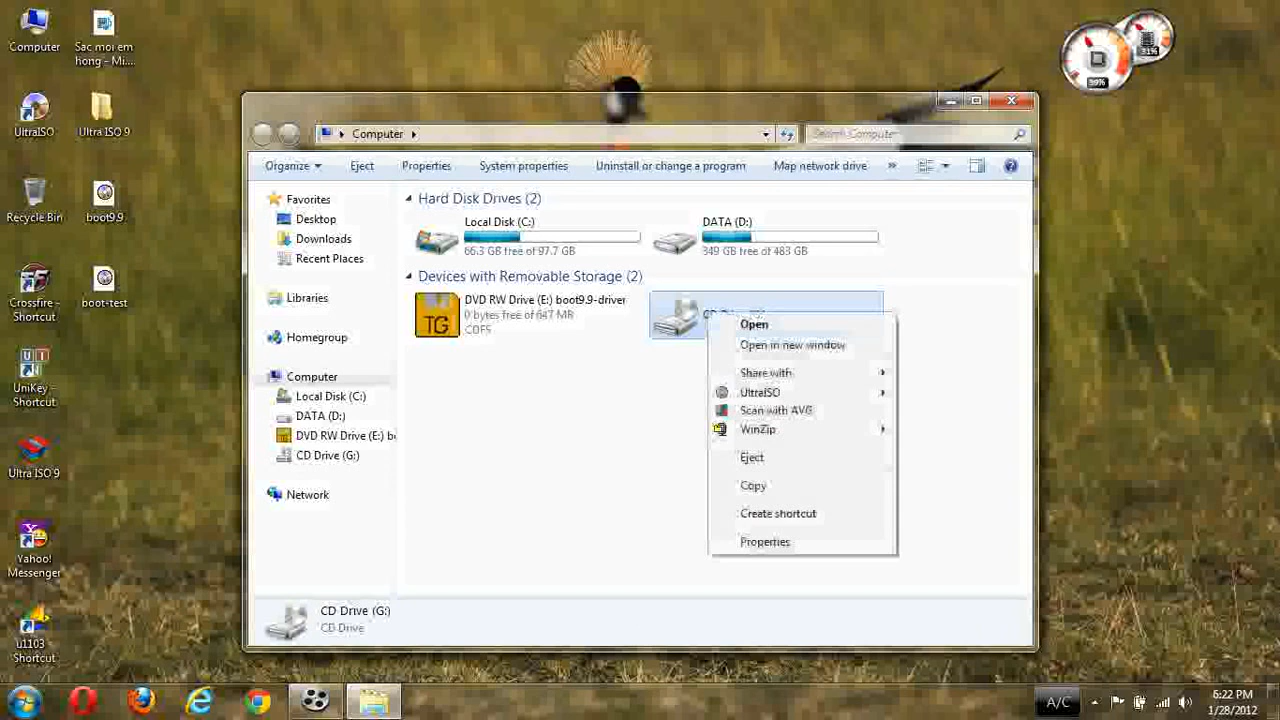 Computer
Sac moi em
hong - Mi....
UltraISO
Ultra ISO 9
Recycle Bin
boot9.9
Crossfire -
Shortcut
boot-test
UniKey -
Shortcut
Ultra ISO 9
Yahoo!
Messenger
u1103 -
Shortcut
31%
Computer
Search Computer
Organize
Eject
Properties
System properties
Uninstall or change a program
Map network drive
»
Favorites
Desktop
Downloads
Recent Places
Libraries
Homegroup
Computer
Local Disk (C:)
DATA (D:)
DVD RW Drive (E:) b
CD Drive (G:)
Network
Hard Disk Drives (2)
Local Disk (C:)
66.3 GB free of 97.7 GB
DATA (D:)
349 GB free of 483 GB
Devices with Removable Storage (2)
DVD RW Drive (E:) boot9.9-driver
0 bytes free of 647 MB
CDFS
TG
Open
Open in new window
Share with
UltraISO
Scan with AVG
WinZip
Eject
Copy
Create shortcut
Properties
CD Drive (G:)
CD Drive
A/C
6:22 PM
1/28/2012